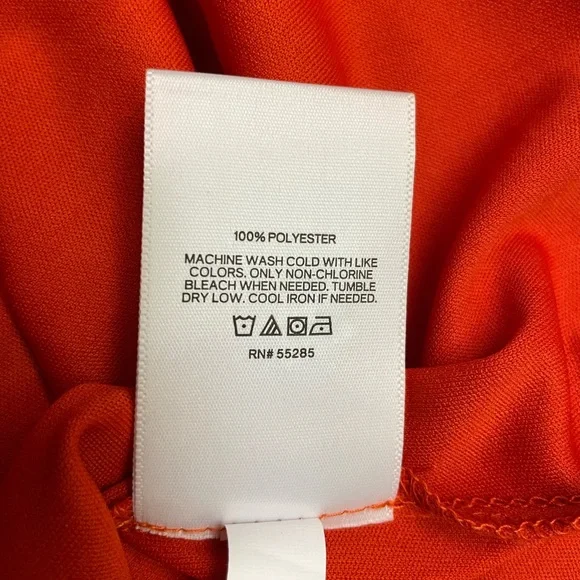 100% POLYESTER
MACHINE WASH COLD WITH LIKE
COLORS. ONLY NON-CHLORINE
BLEACH WHEN NEEDED. TUMBLE
DRY LOW. COOL IRON IF NEEDED.
RN# 55285